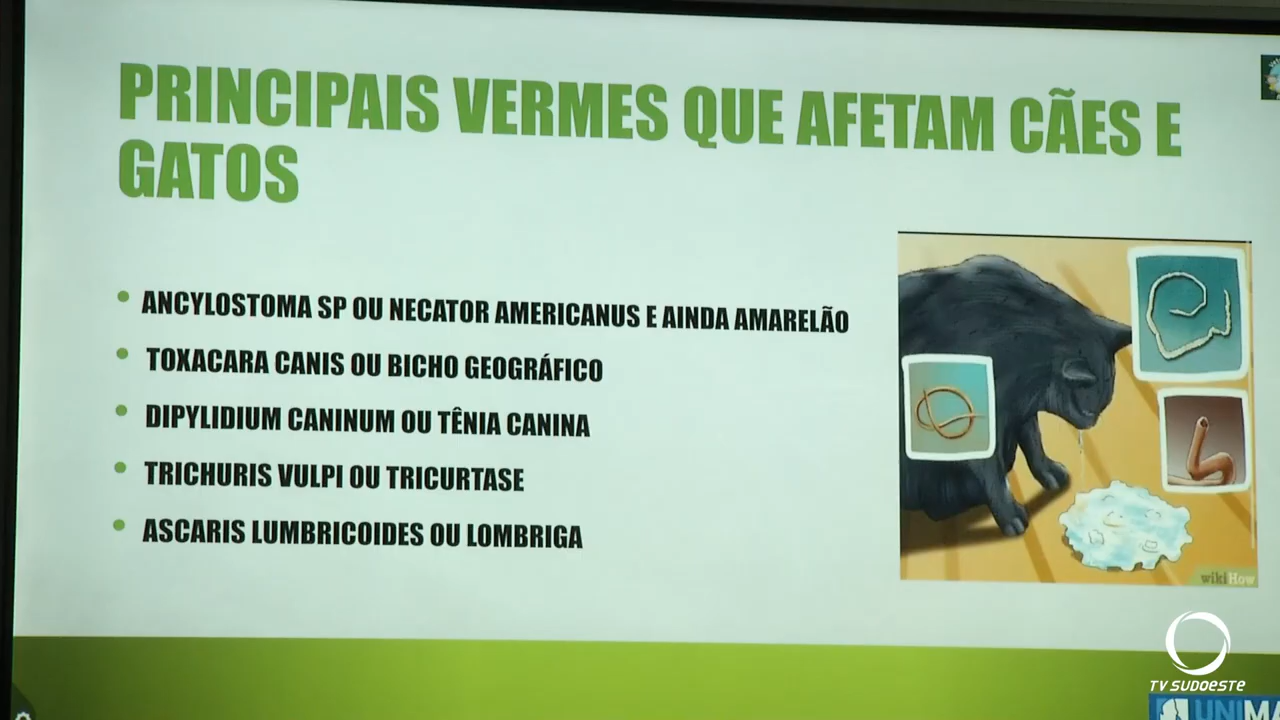 PRINCIPAIS VERMES QUE AFETAM CÃES E
GATOS
ANCYLOSTOMA SP OU NECATOR AMERICANUS E AINDA AMARELÃO
TOXACARA CANIS OU BICHO GEOGRÁFICO
DIPYLIDIUM CANINUM OU TÊNIA CANINA
TRICHURIS VULPI OU TRICURTASE
ASCARIS LUMBRICOIDES OU LOMBRIGA
wikiHow
TV SUDOESTE